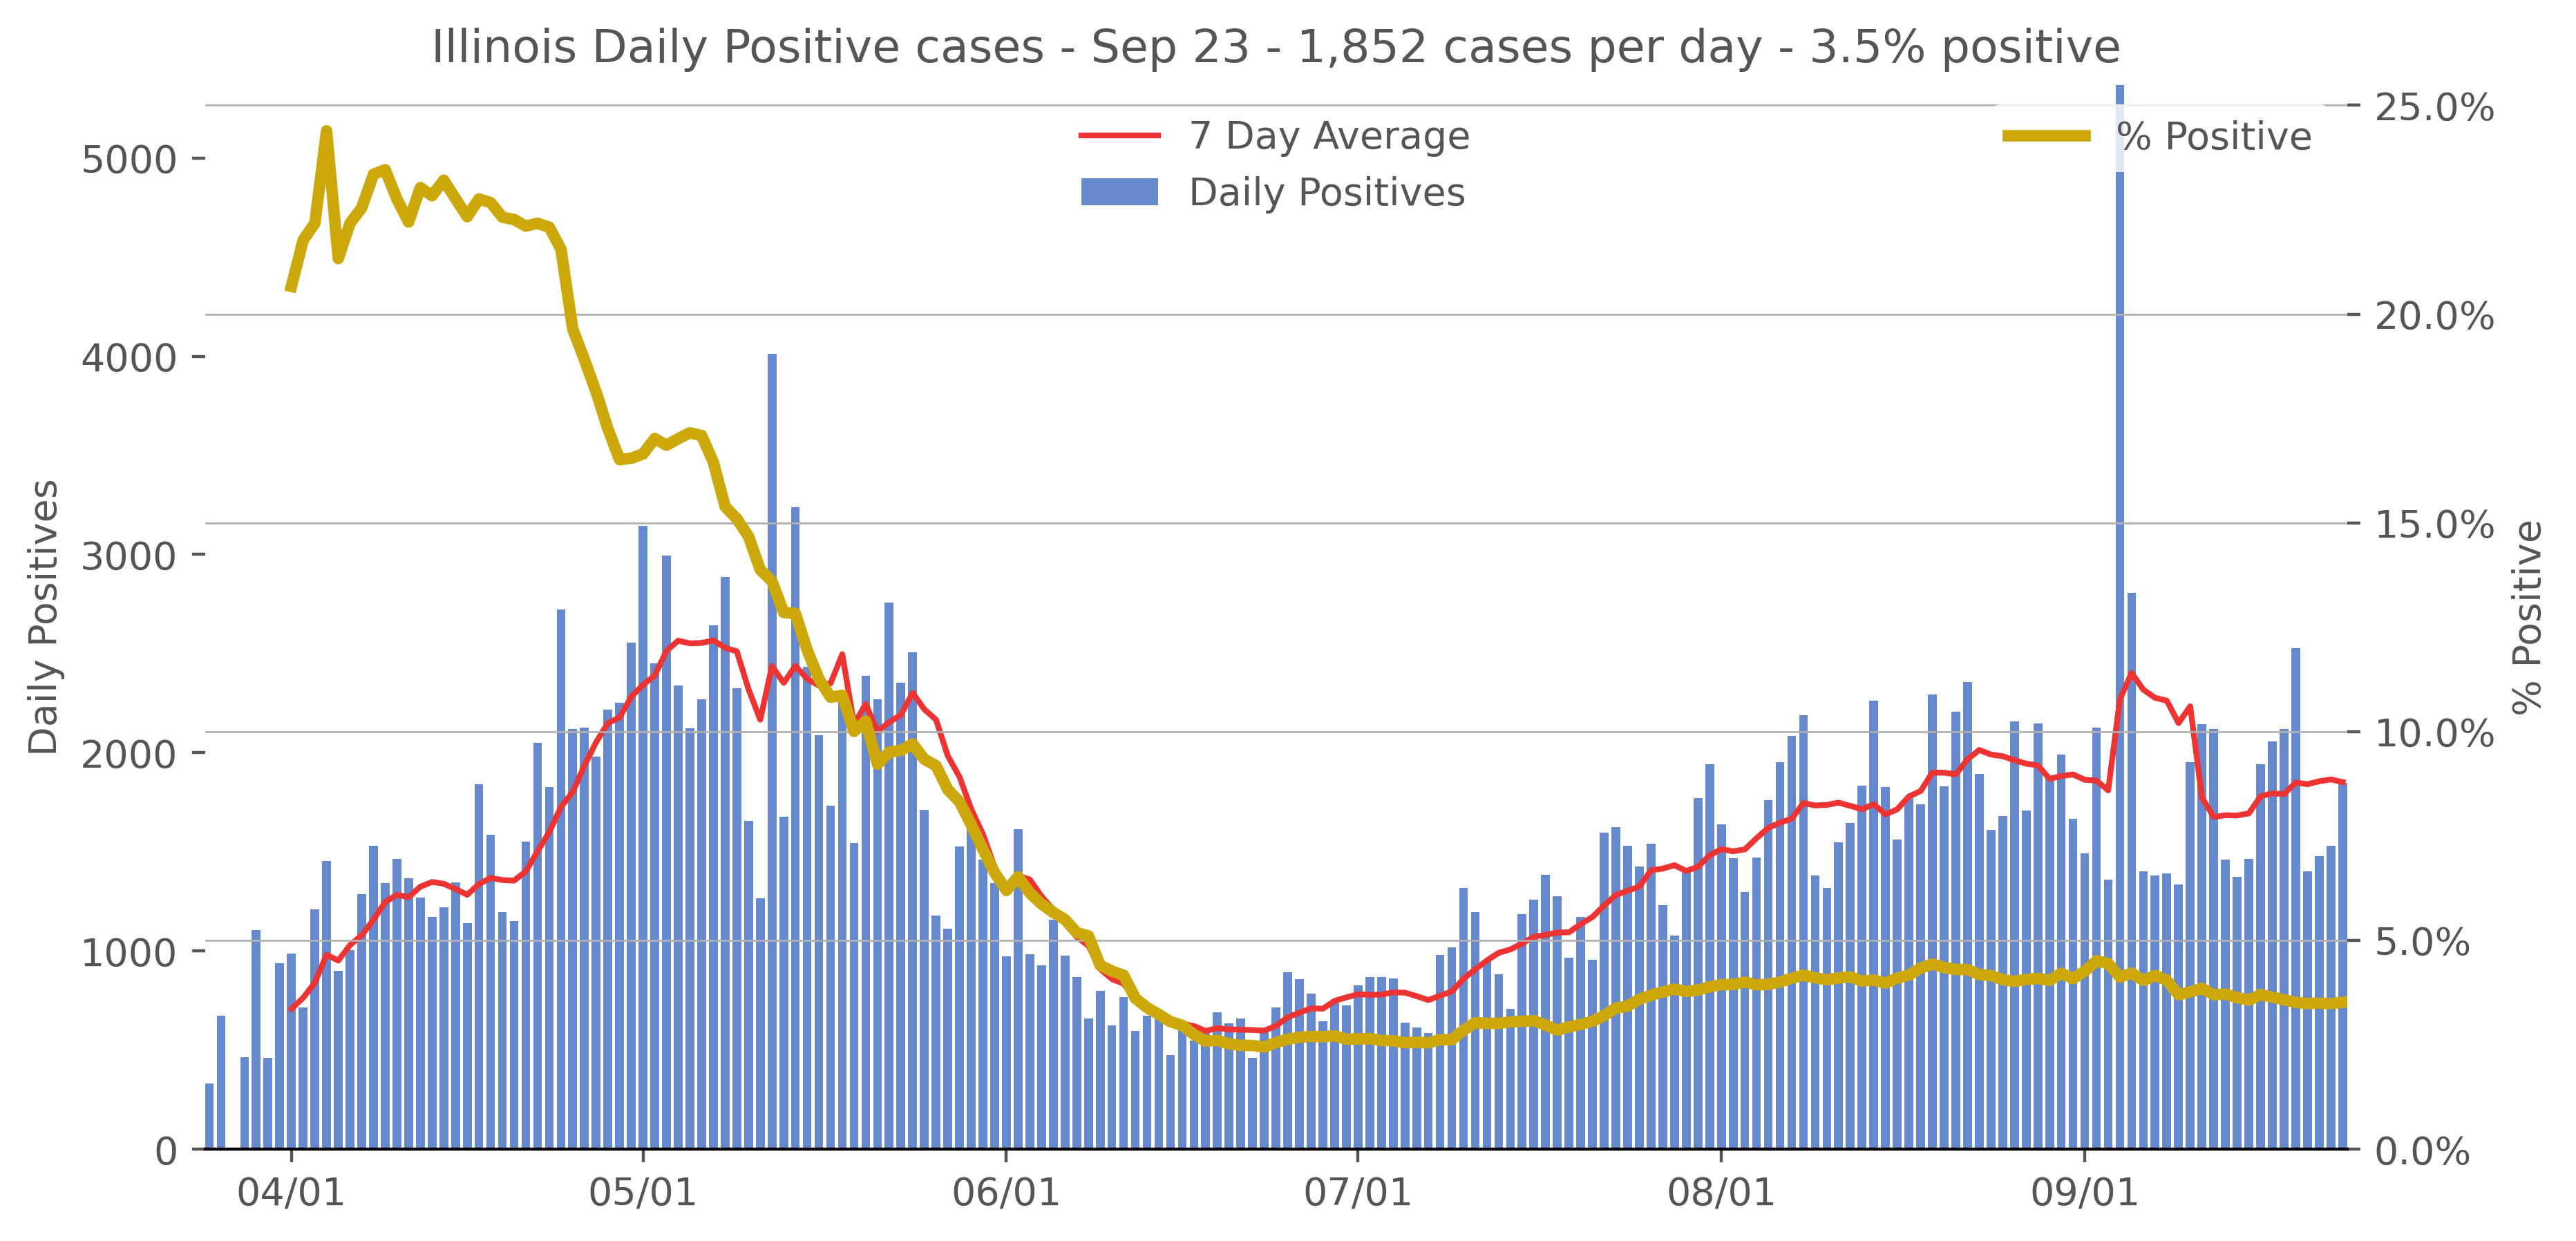 Illinois Daily Positive cases - Sep 23 - 1,852 cases per day - 3.5% positive
7 Day Average
Daily Positives
% Positive
Daily Positives
5000
4000
3000
2000
1000
0
25.0%
20.0%
15.0%
10.0%
5.0%
0.0%
% Positive
04/01 05/01 06/01 07/01 08/01 09/01